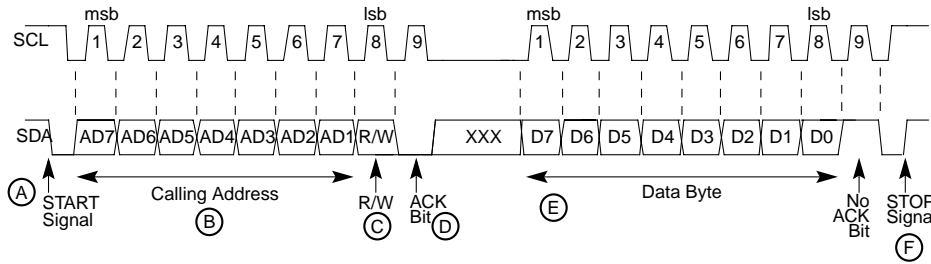 msb lsb msb lsb
SCL 1 2 3 4 5 6 7 8 9 1 2 3 4 5 6 7 8 9
SDA AD7 AD6 AD5 AD4 AD3 AD2 AD1 R/W XXX D7 D6 D5 D4 D3 D2 D1 D0
A START Signal
Calling Address
B
R/W
C
ACK Bit D
E
Data Byte
No ACK Bit
STOP Signal
F